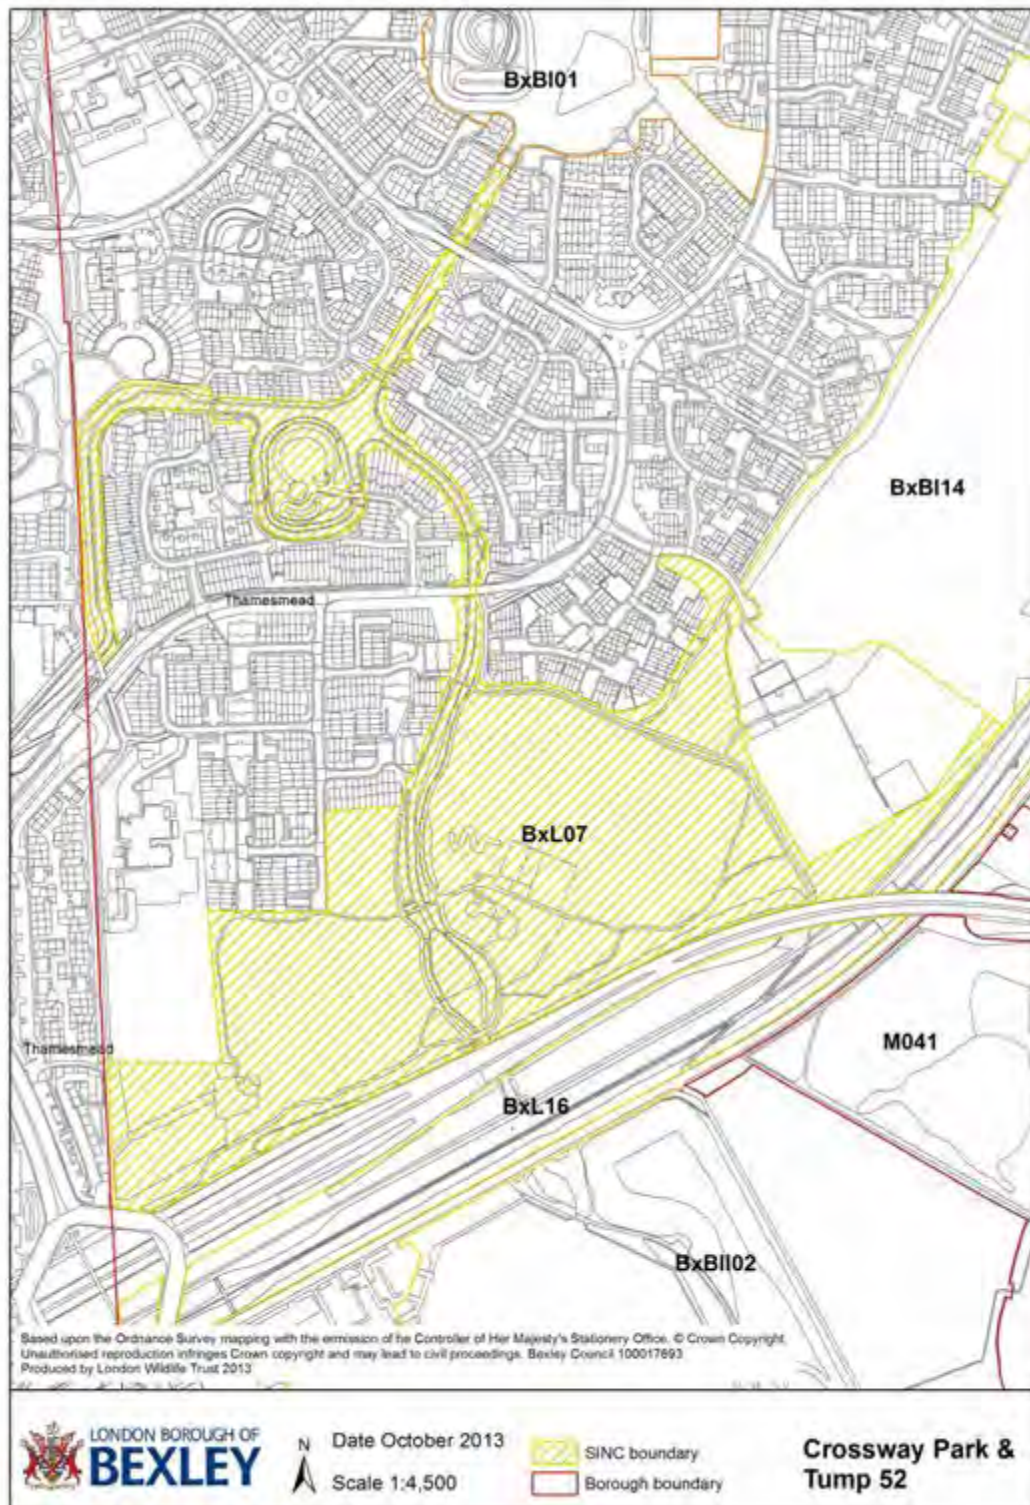 BxBI01
BxBI14
Thamesmead
BxL07
Thamesmead
M041
BxL16
BxBII02
Based upon the Ordnance Survey mapping with the ermission of he Controller of Her Majesty's Stationery Office. © Crown Copyright.
Unauthorised reproduction infringes Crown copyright and may lead to civil proceedings. Bexley Council 100017693
Produced by London Wildlife Trust 2013
LONDON BOROUGH OF
BEXLEY
N
Date October 2013
Scale 1:4,500
SINC boundary
Borough boundary
Crossway Park &
Tump 52